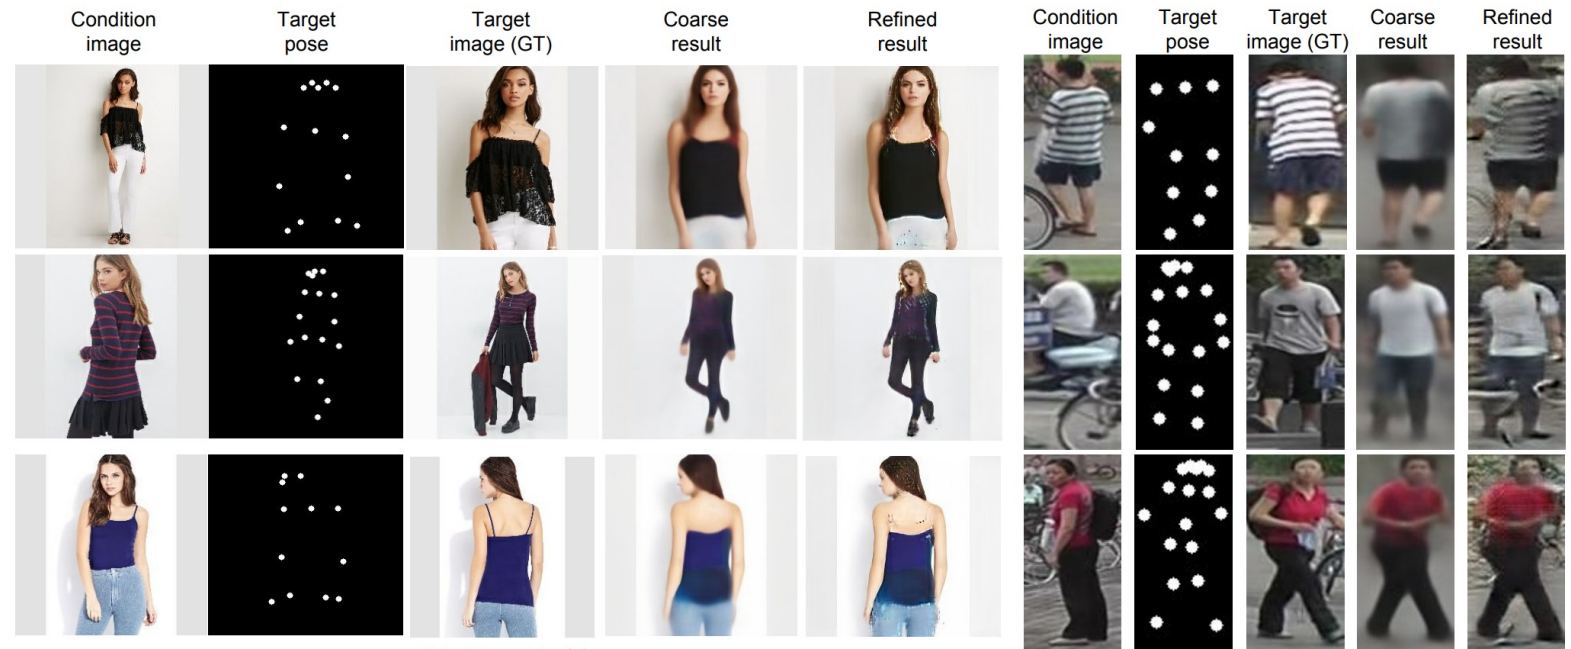 Condition
image
Target
pose
Target
image (GT)
Coarse
result
Refined
result
Condition
image
Target
pose
Target
image (GT)
Coarse
result
Refined
result